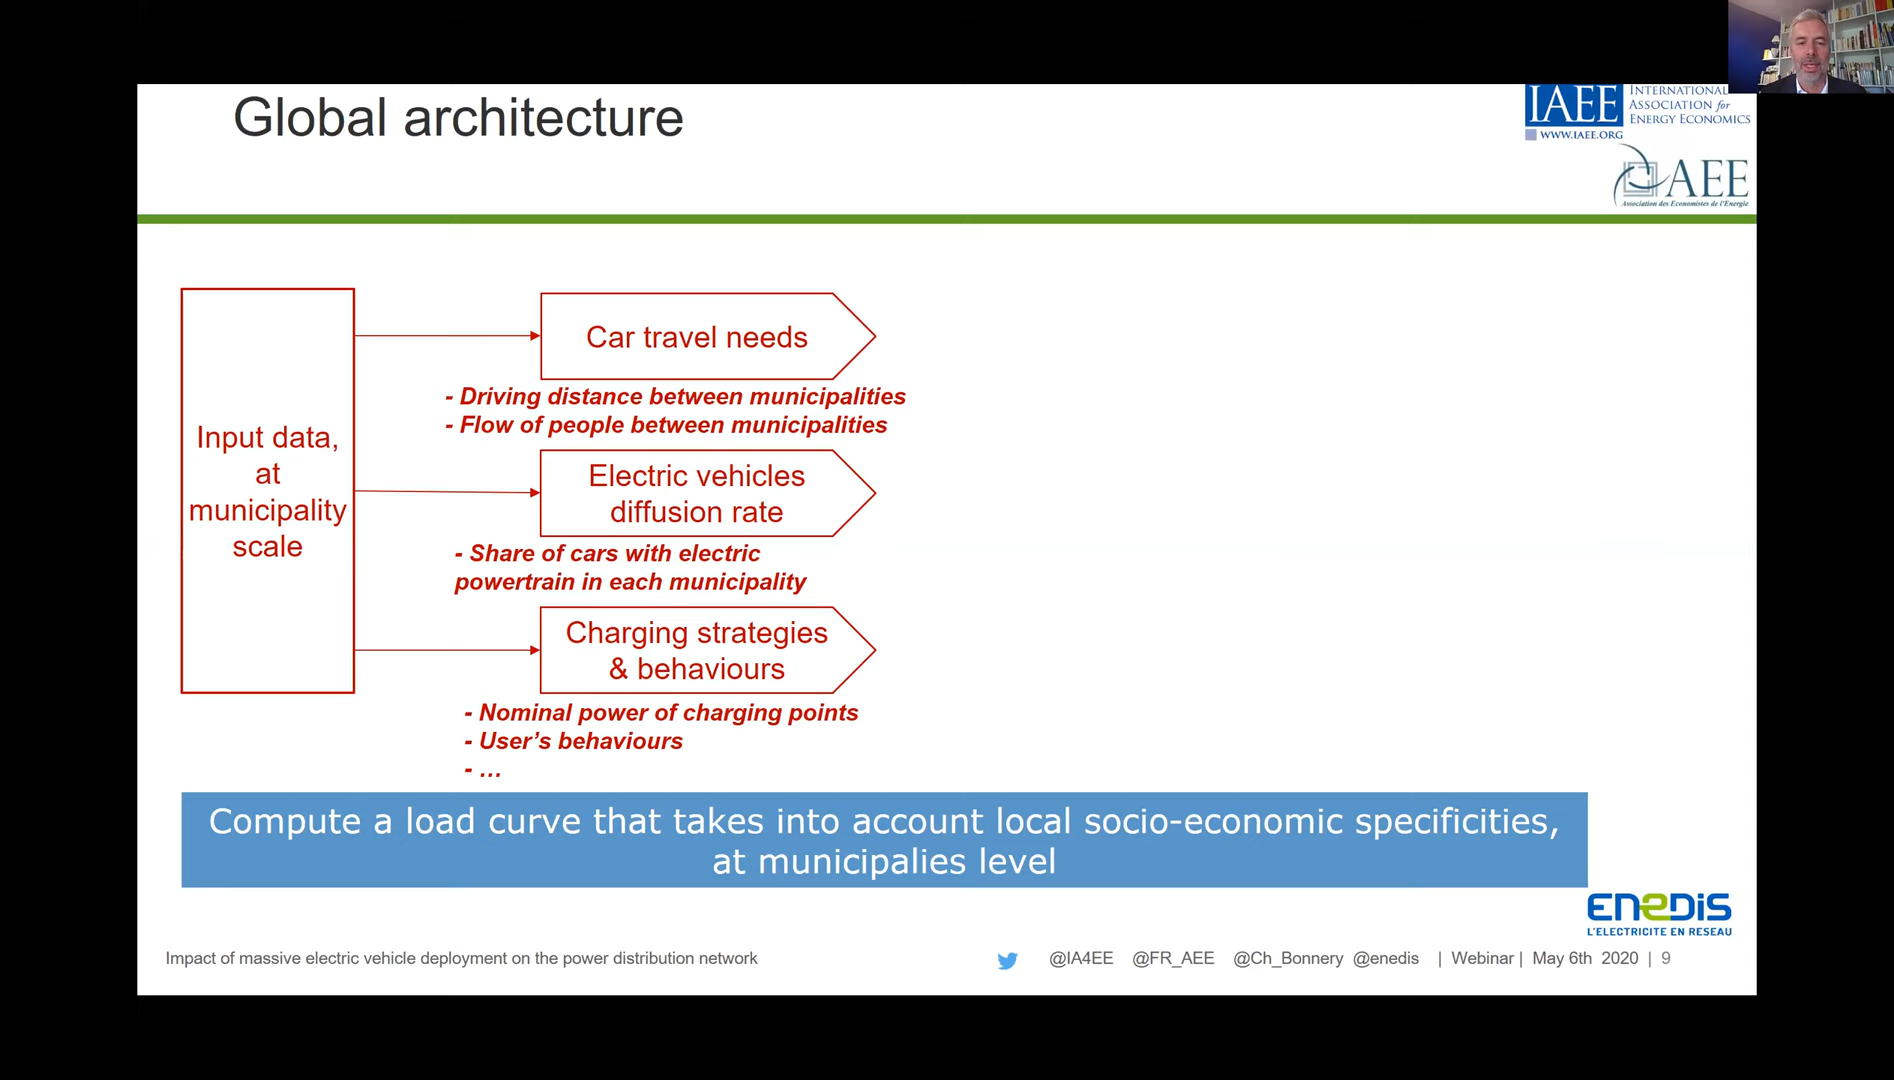 Global architecture
IAEE
INTERNATIONAL
ASSOCIATION for
ENERGY ECONOMICS
WWW.IAEE.ORG
AEE
Association des Economistes de l'Energie
Input data,
at
municipality
scale
Car travel needs
- Driving distance between municipalities
- Flow of people between municipalities
Electric vehicles
diffusion rate
- Share of cars with electric
powertrain in each municipality
Charging strategies
& behaviours
- Nominal power of charging points
- User’s behaviours
- …
Compute a load curve that takes into account local socio-economic specificities,
at municipalies level
ENEDIS
L'ELECTRICITE EN RESEAU
Impact of massive electric vehicle deployment on the power distribution network
@IA4EE @FR_AEE @Ch_Bonnery @enedis | Webinar | May 6th 2020 | 9